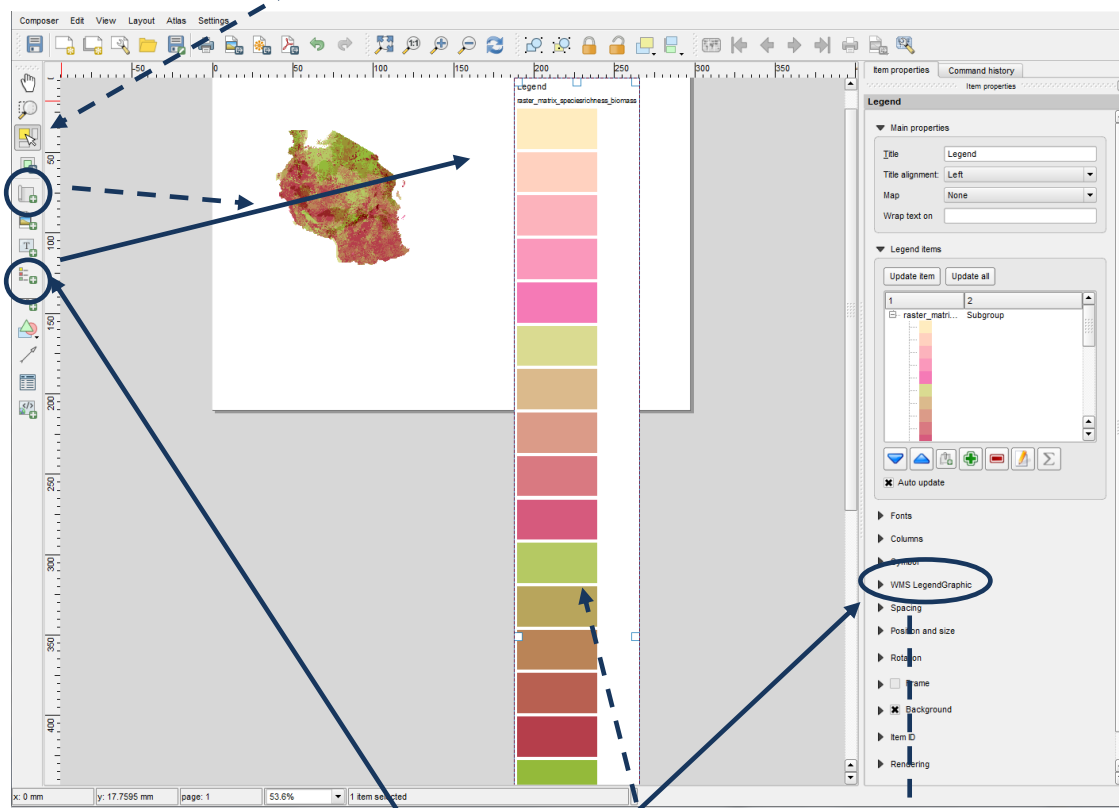 Composer Edit View Layout Atlas Settings
-50 0 50 100 150 200 250 300 350
Item properties Command history
Item properties
Legend
Main properties
Title Legend
Title alignment: Left
Map None
Wrap text on
Legend items
Update item Update all
1 2
raster_matri... Subgroup
Auto update
Fonts
Columns
Symbol
WMS LegendGraphic
Spacing
Position and size
Rotation
Frame
Background
Item ID
Rendering
Legend
raster_matrix_speciesrichness_biomass
50
100
150
200
250
300
350
400
x: 0 mm y: 17.7595 mm page: 1 53.6% 1 item selected